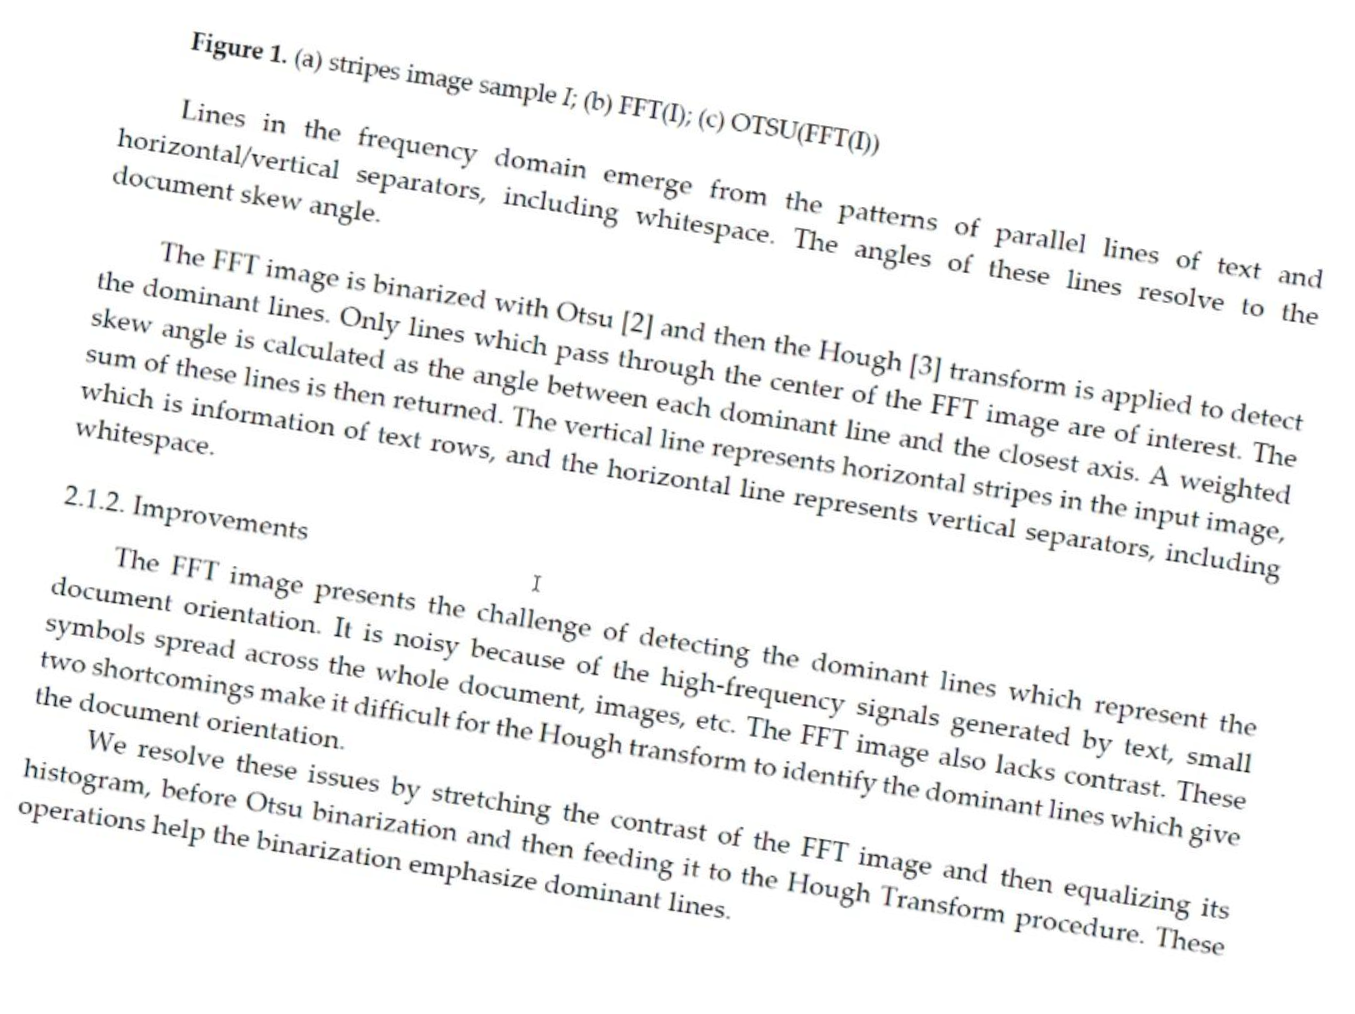 Figure 1. (a) stripes image sample I; (b) FFT(I); (c) OTSU(FFT(I))
Lines in the frequency domain emerge from the patterns of parallel lines of text and
horizontal/vertical separators, including whitespace. The angles of these lines resolve to the
document skew angle.
The FFT image is binarized with Otsu [2] and then the Hough [3] transform is applied to detect
the dominant lines. Only lines which pass through the center of the FFT image are of interest. The
skew angle is calculated as the angle between each dominant line and the closest axis. A weighted
sum of these lines is then returned. The vertical line represents horizontal stripes in the input image,
which is information of text rows, and the horizontal line represents vertical separators, including
whitespace.
2.1.2. Improvements
The FFT image presents the challenge of detecting the dominant lines which represent the
document orientation. It is noisy because of the high-frequency signals generated by text, small
symbols spread across the whole document, images, etc. The FFT image also lacks contrast. These
two shortcomings make it difficult for the Hough transform to identify the dominant lines which give
the document orientation.
We resolve these issues by stretching the contrast of the FFT image and then equalizing its
histogram, before Otsu binarization and then feeding it to the Hough Transform procedure. These
operations help the binarization emphasize dominant lines.